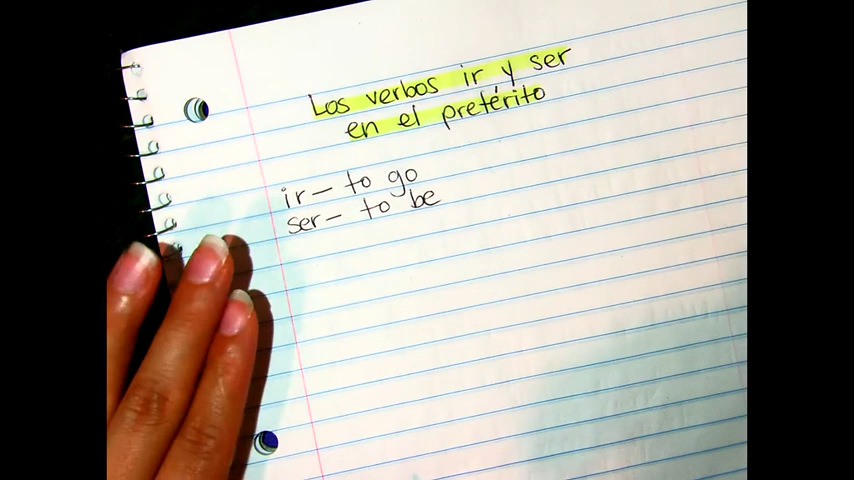 Los verbos ir y ser
en el pretérito
ir – to go
ser – to be